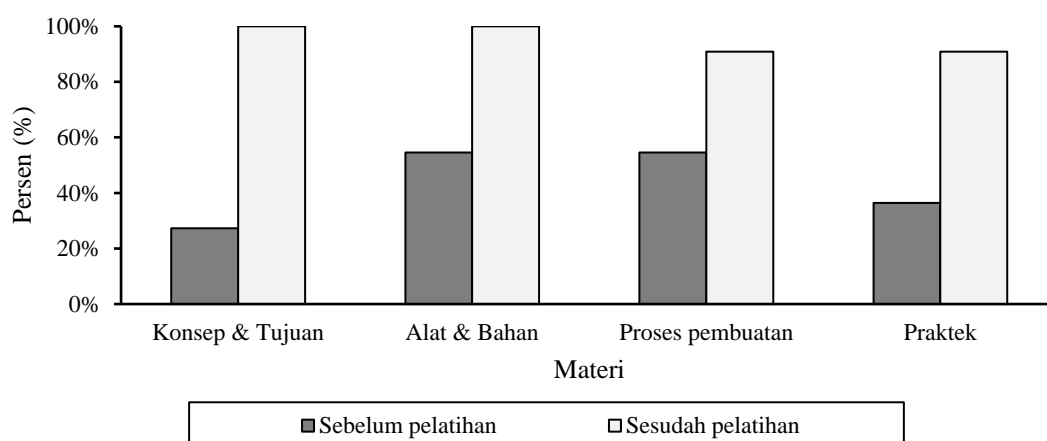 100%
80%
60%
40%
20%
0%
Persen (%)
Konsep & Tujuan
Alat & Bahan
Proses pembuatan
Praktek
Materi
Sebelum pelatihan
Sesudah pelatihan